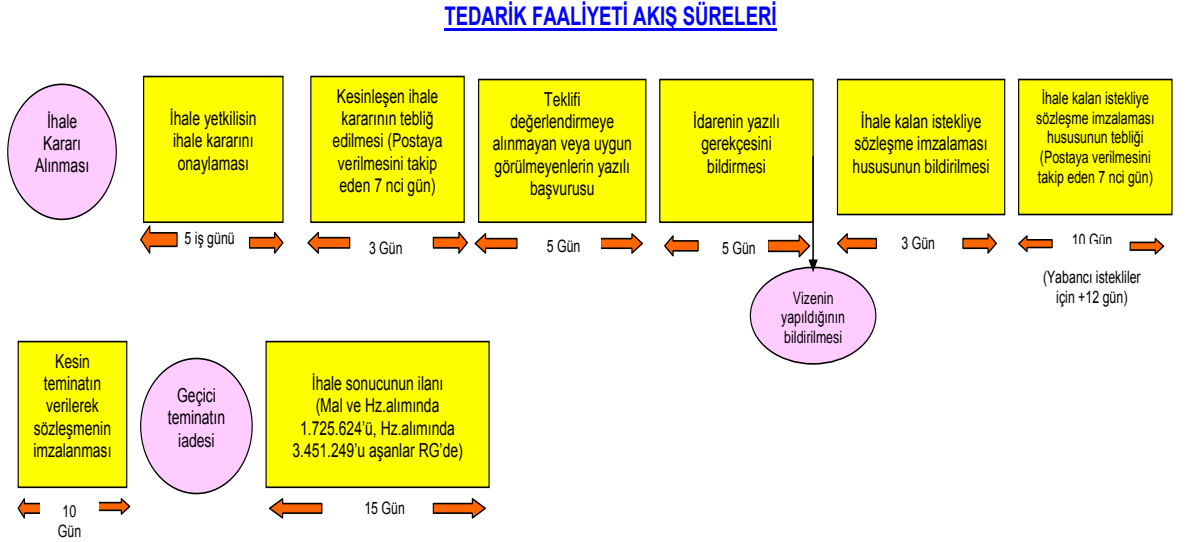 TEDARİK FAALİYETİ AKIŞ SÜRELERİ
İhale
Kararı
Alınması
İhale yetkilisin
ihale kararını
onaylaması
5 iş günü
Kesinleşen ihale
kararının tebliğ
edilmesi (Postaya
verilmesini takip
eden 7 nci gün)
3 Gün
Teklifi
değerlendirmeye
alınmayan veya uygun
görülmeyenlerin yazılı
başvurusu
5 Gün
İdarenin yazılı
gerekçesini
bildirmesi
5 Gün
Vizenin
yapıldığının
bildirilmesi
İhale kalan istekliye
sözleşme imzalaması
hususunun bildirilmesi
3 Gün
İhale kalan istekliye
sözleşme imzalaması
hususunun tebliği
(Postaya verilmesini
takip eden 7 nci gün)
10 Gün
(Yabancı istekliler
için +12 gün)
Kesin
teminatın
verilerek
sözleşmenin
imzalanması
10
Gün
Geçici
teminatın
iadesi
İhale sonucunun ilanı
(Mal ve Hz.alımında
1.725.624'ü, Hz.alımında
3.451.249'u aşanlar RG'de)
15 Gün